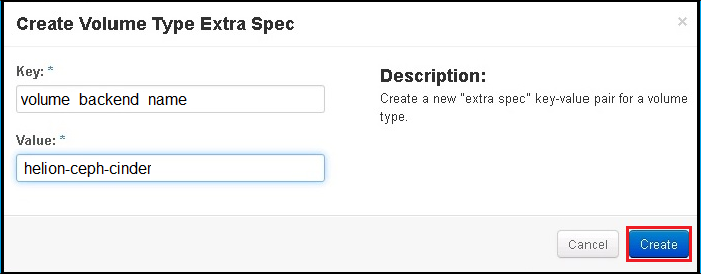 Create Volume Type Extra Spec
×
Key: *
volume_backend_name
Value: *
helion-ceph-cinder
Description:
Create a new "extra spec" key-value pair for a volume
type.
Cancel
Create